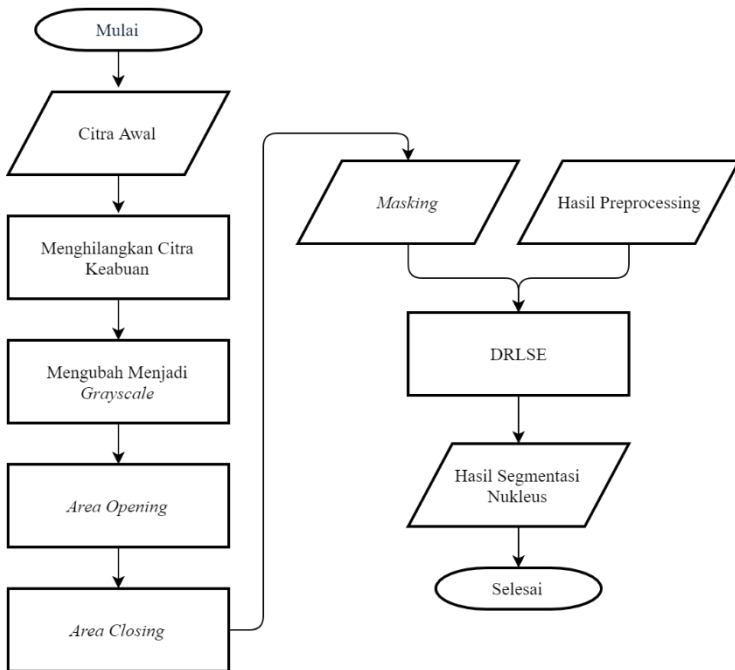 Mulai
Citra Awal
Menghilangkan Citra
Keabuan
Mengubah Menjadi
Grayscale
Area Opening
Area Closing
Masking
Hasil Preprocessing
DRLSE
Hasil Segmentasi
Nukleus
Selesai